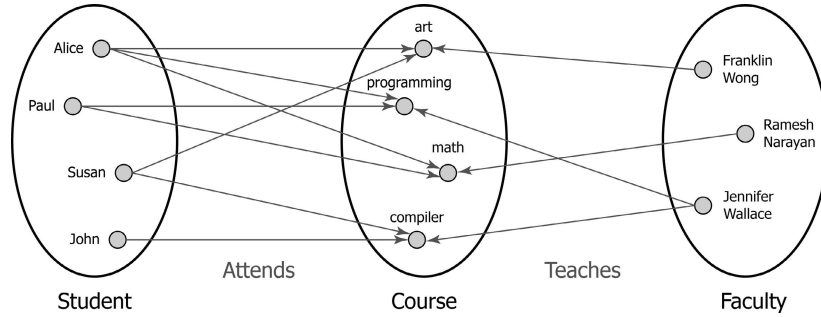 Alice
Paul
Susan
John
art
programming
math
compiler
Franklin
Wong
Ramesh
Narayan
Jennifer
Wallace
Attends
Teaches
Student
Course
Faculty